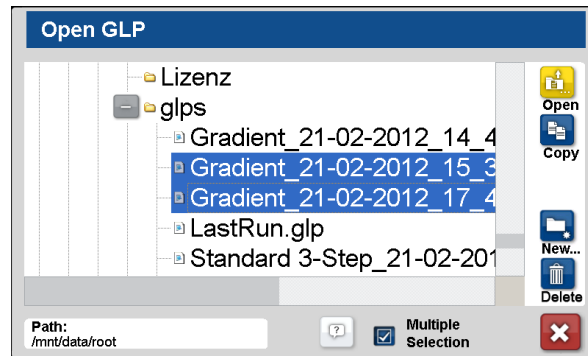 Open GLP
Lizenz
glps
Gradient_21-02-2012_14_4
Gradient_21-02-2012_15_3
Gradient_21-02-2012_17_4
LastRun.glp
Standard 3-Step_21-02-201
Open
Copy
New...
Delete
Path:
/mnt/data/root
?
Multiple
Selection